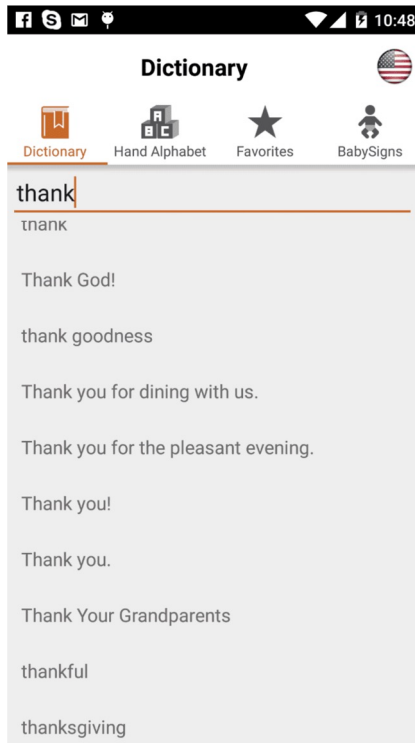 10:48
Dictionary
A
B C
Dictionary Hand Alphabet Favorites BabySigns
thank
thank
Thank God!
thank goodness
Thank you for dining with us.
Thank you for the pleasant evening.
Thank you!
Thank you.
Thank Your Grandparents
thankful
thanksgiving